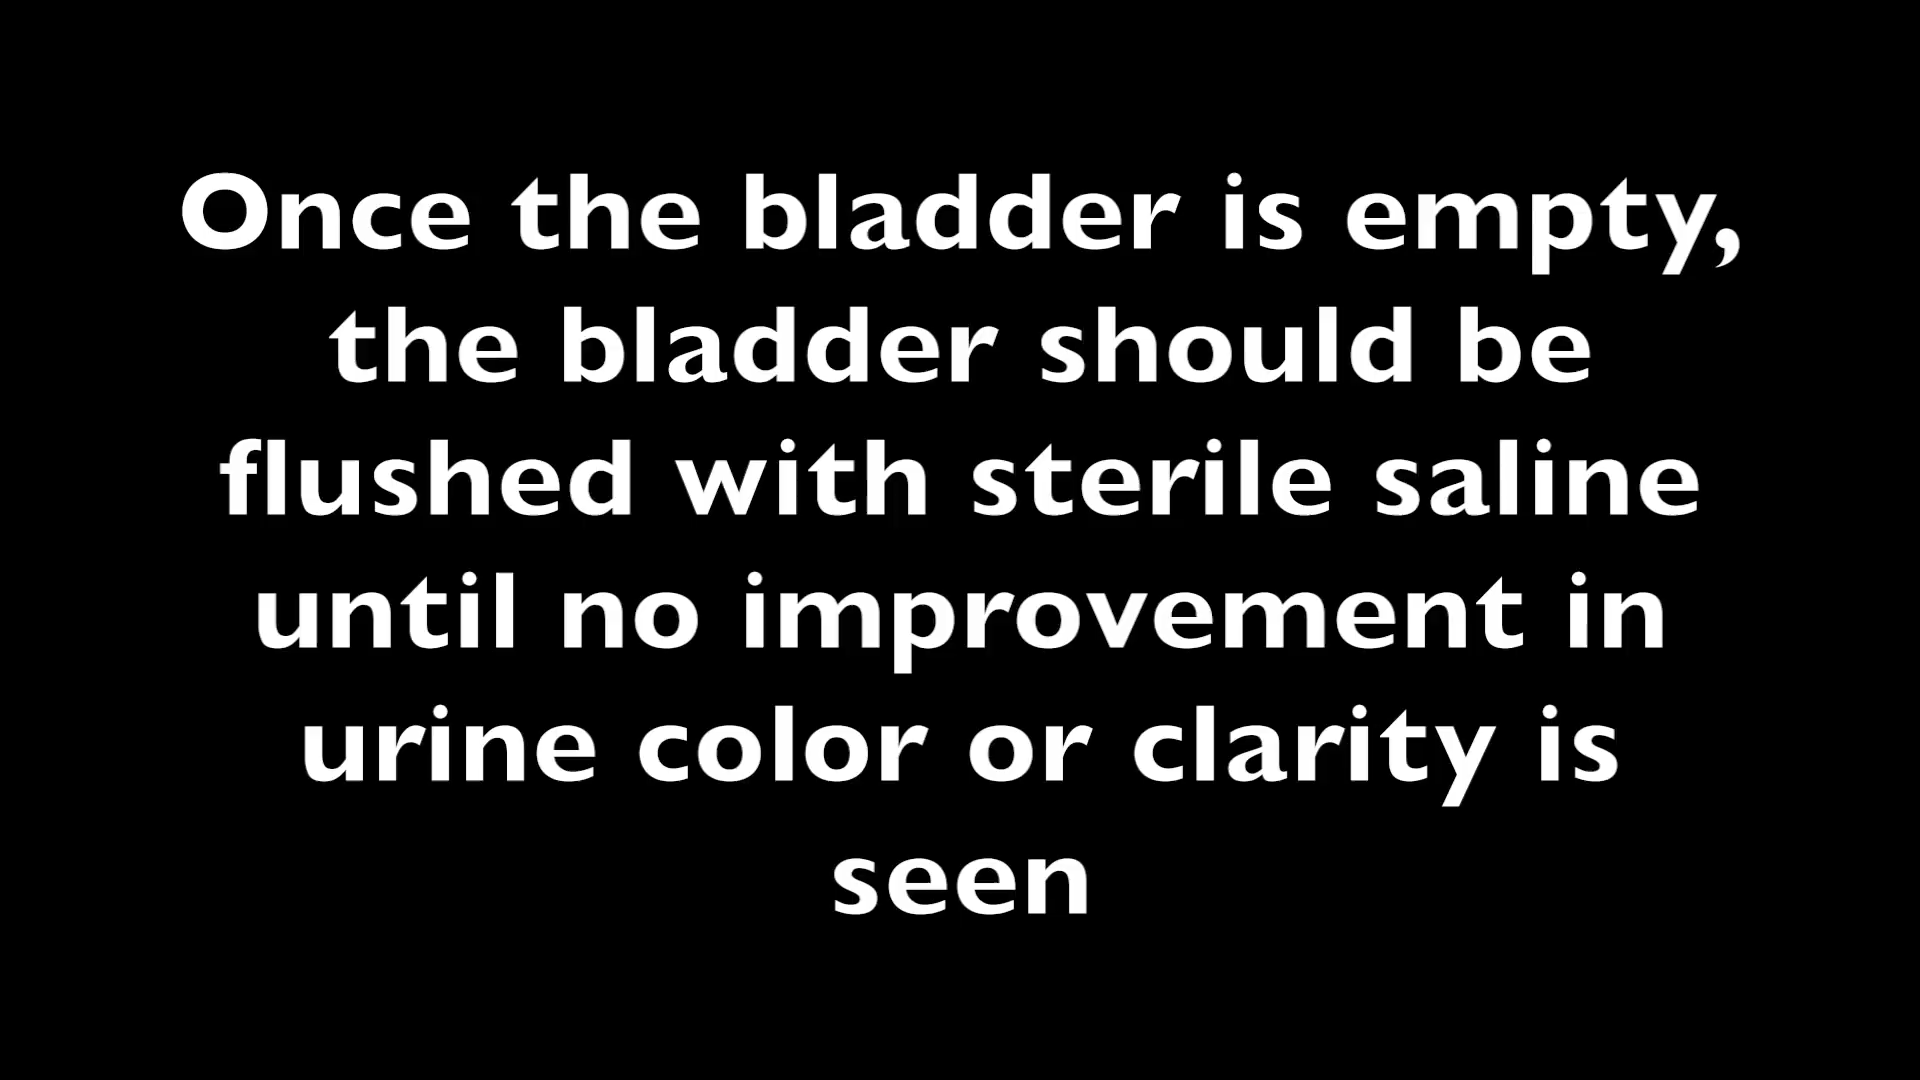 Once the bladder is empty,
the bladder should be
flushed with sterile saline
until no improvement in
urine color or clarity is
seen